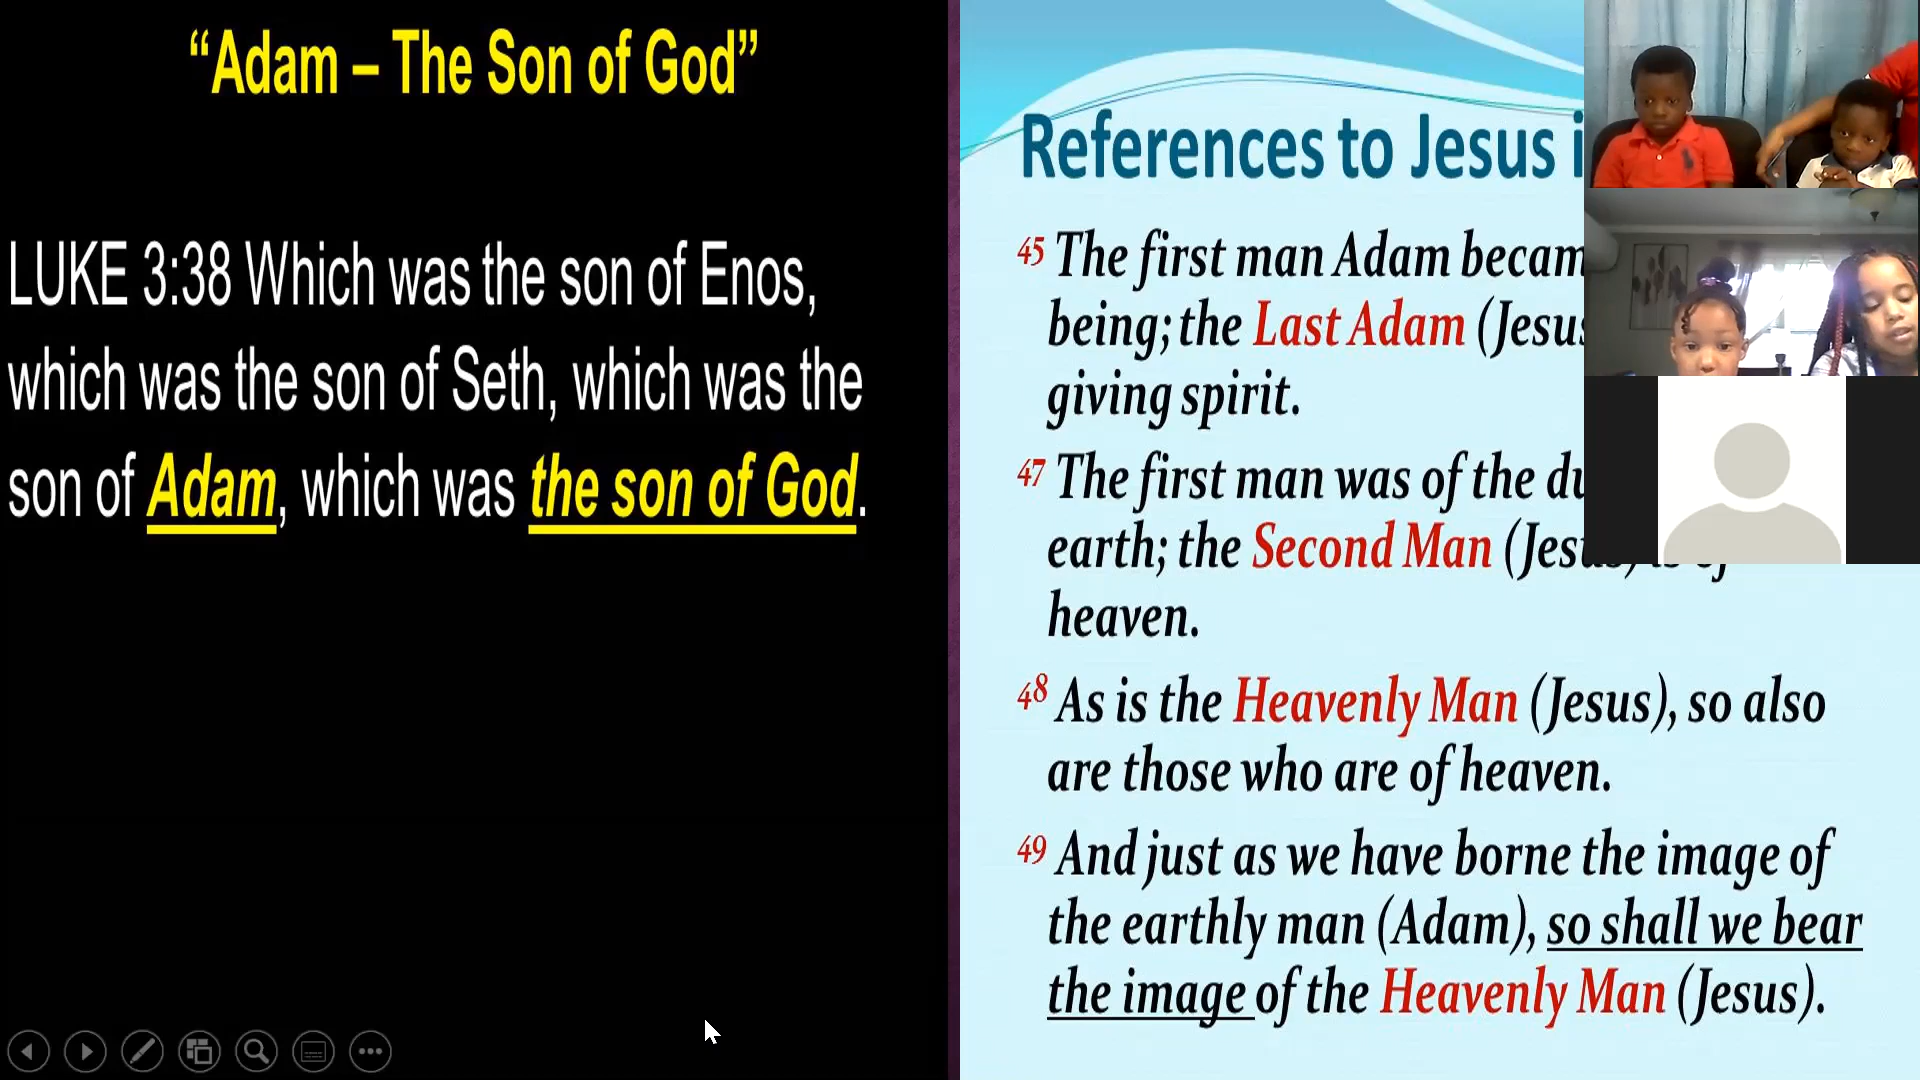 “Adam – The Son of God”
LUKE 3:38 Which was the son of Enos,
which was the son of Seth, which was the
son of Adam, which was the son of God.
References to Jesus
45 The first man Adam
being; the Last Adam (Jesus
giving spirit.
47 The first man was of the
earth; the Second Man (Jesus) is of
heaven.
48 As is the Heavenly Man (Jesus), so also
are those who are of heaven.
49 And just as we have borne the image of
the earthly man (Adam), so shall we bear
the image of the Heavenly Man (Jesus).